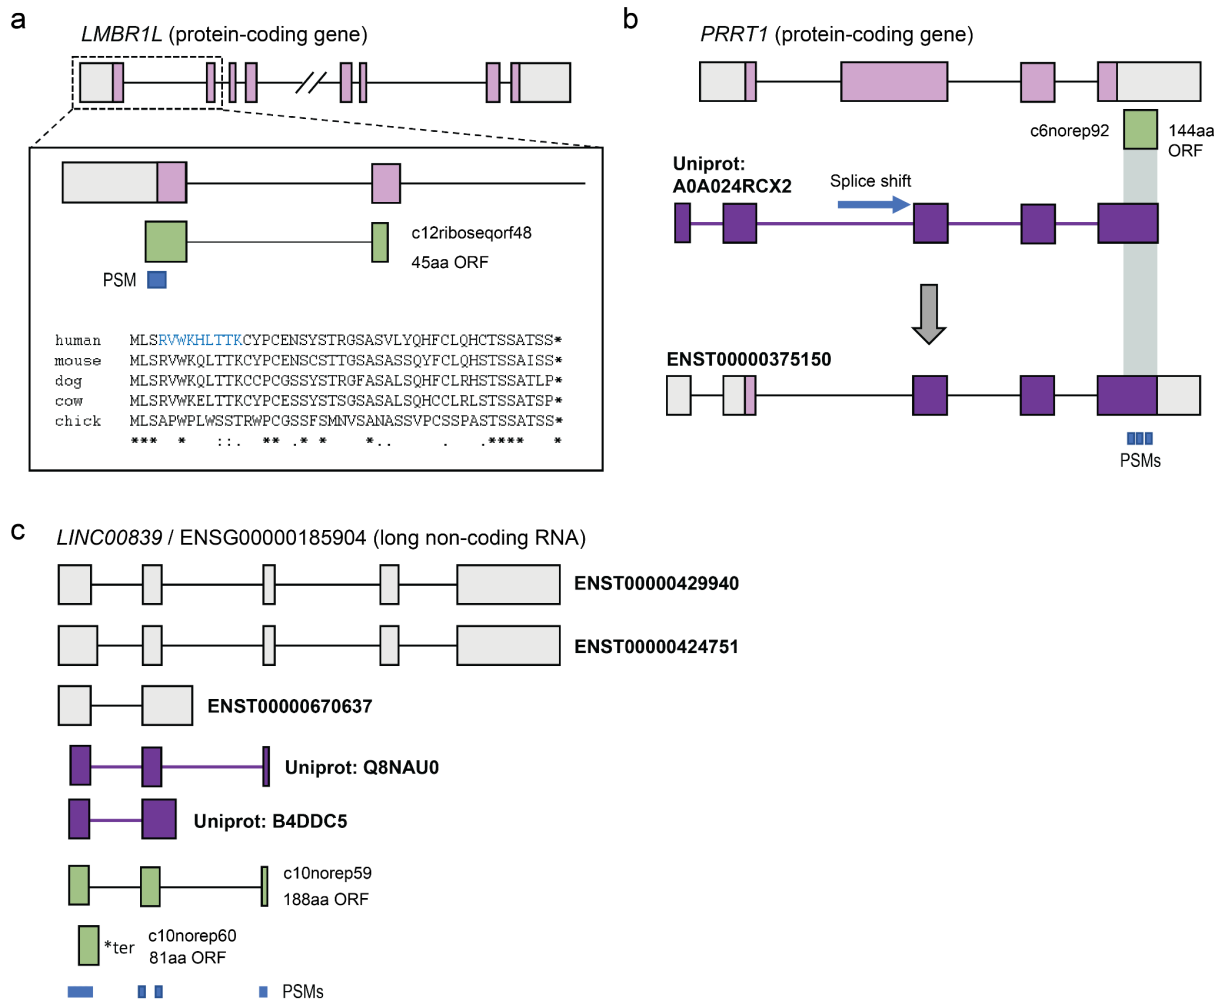 a
LMBR1L (protein-coding gene)
c12riboseqorf48
45aa ORF
PSM
human MLSRVWKHLTTKCYPCENSYSTRGSASVLYQHFCLQHCTSSATSS*
mouse MLSRVWKQLTTKCYPCENSCSTTGSASASSQYFCLQHSTSSAISS*
dog MLSRVWKQLTTKCCPCGSSYSTRGFASALSQHFCLRHSTSSATLP*
cow MLSRVWKELTTKCYPCESSYSTSGSASALSQHCCLRLSTSSATSP*
chick MLSAPWPLWSSTRWPCGSSFSMNVSANASSVPCSSPASTSSATSS*
*** * ::. ** .* * *.. . .**** *
b
PRRT1 (protein-coding gene)
c6norep92
144aa
ORF
Uniprot:
A0A024RCX2
Splice shift
ENST00000375150
PSMs
c
LINC00839 / ENSG00000185904 (long non-coding RNA)
ENST00000429940
ENST00000424751
ENST00000670637
Uniprot: Q8NAU0
Uniprot: B4DDC5
c10norep59
188aa ORF
*ter
c10norep60
81aa ORF
PSMs